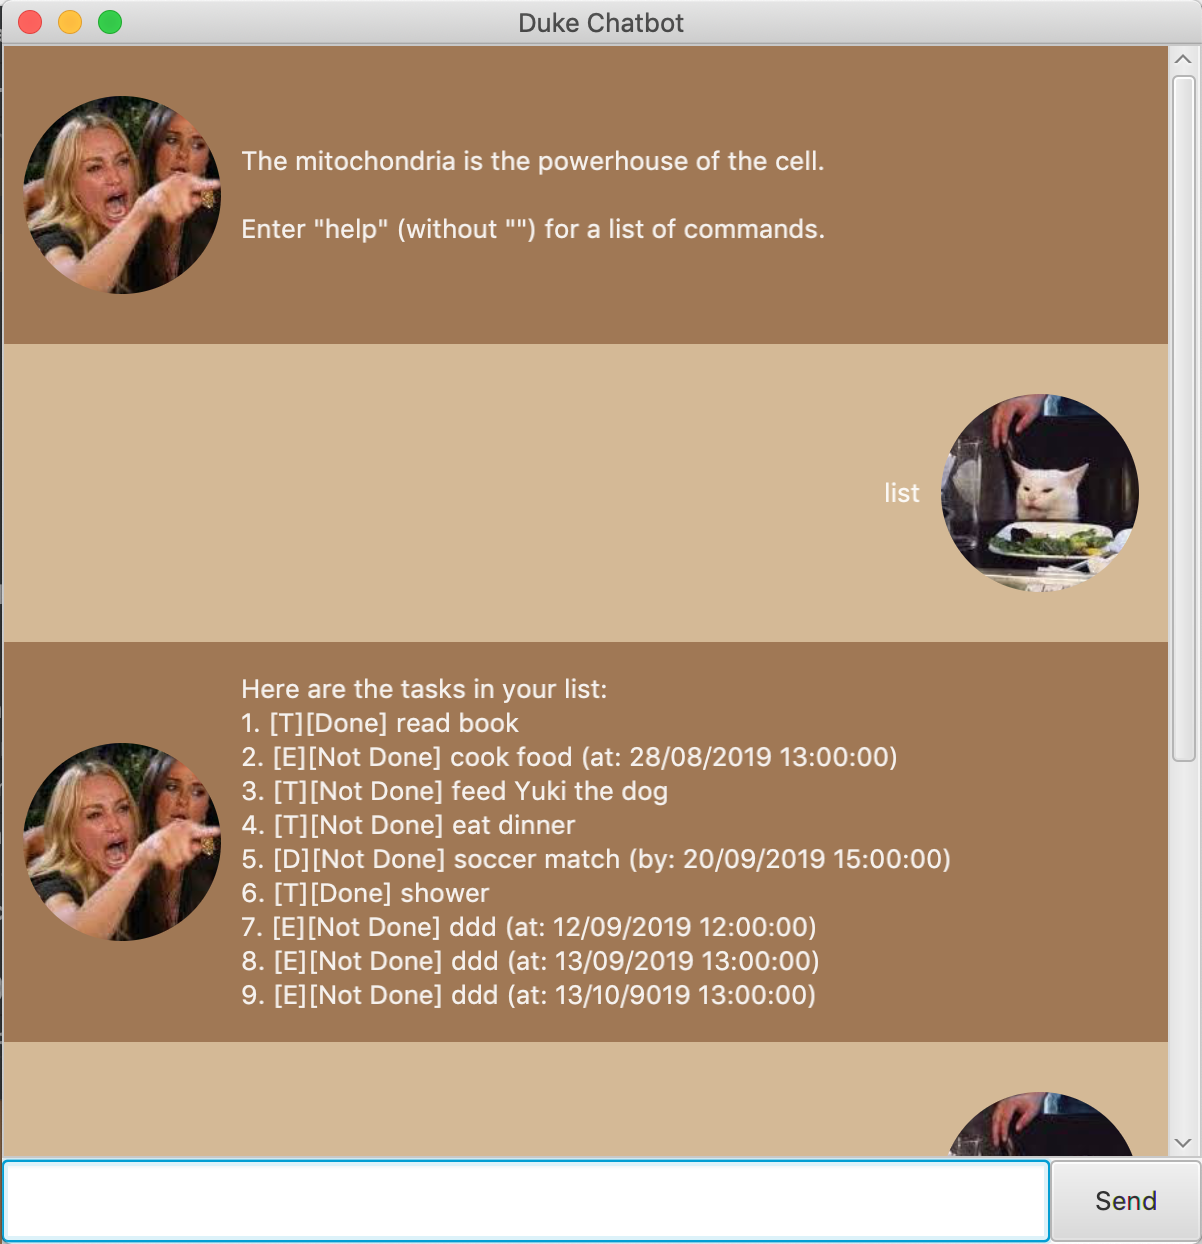 Duke Chatbot
The mitochondria is the powerhouse of the cell.
Enter "help" (without "") for a list of commands.
list
Here are the tasks in your list:
1. [T][Done] read book
2. [E][Not Done] cook food (at: 28/08/2019 13:00:00)
3. [T][Not Done] feed Yuki the dog
4. [T][Not Done] eat dinner
5. [D][Not Done] soccer match (by: 20/09/2019 15:00:00)
6. [T][Done] shower
7. [E][Not Done] ddd (at: 12/09/2019 12:00:00)
8. [E][Not Done] ddd (at: 13/09/2019 13:00:00)
9. [E][Not Done] ddd (at: 13/10/9019 13:00:00)
Send